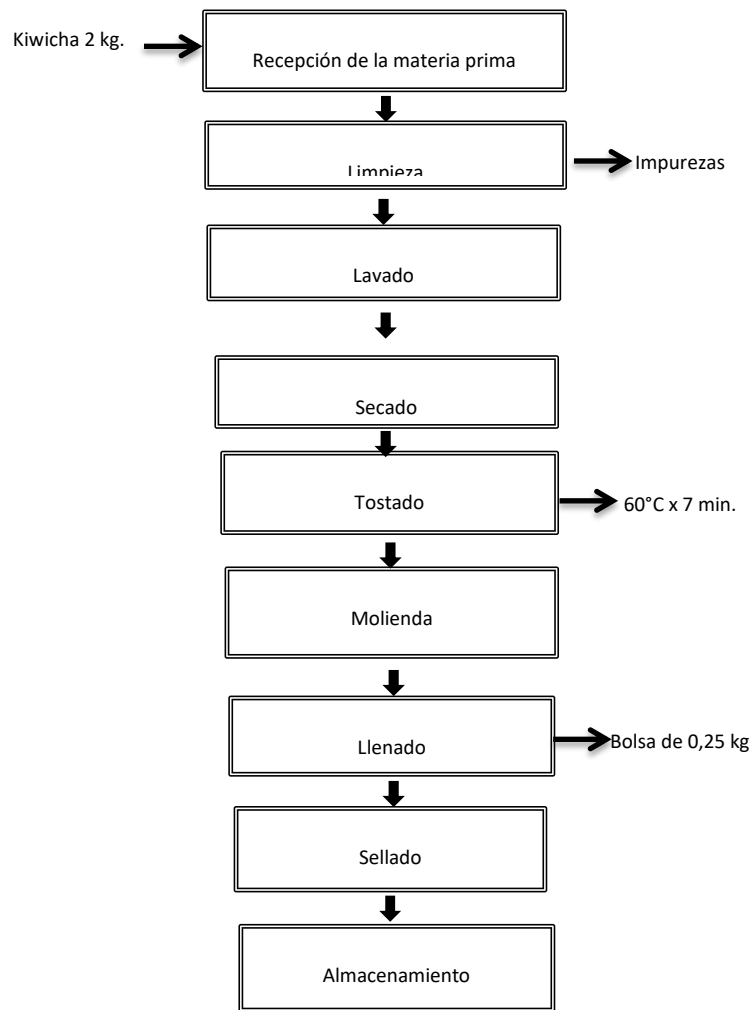 Kiwicha 2 kg.
Recepción de la materia prima
Limpieza
Impurezas
Lavado
Secado
Tostado
60°C x 7 min.
Molienda
Llenado
Bolsa de 0,25 kg
Sellado
Almacenamiento